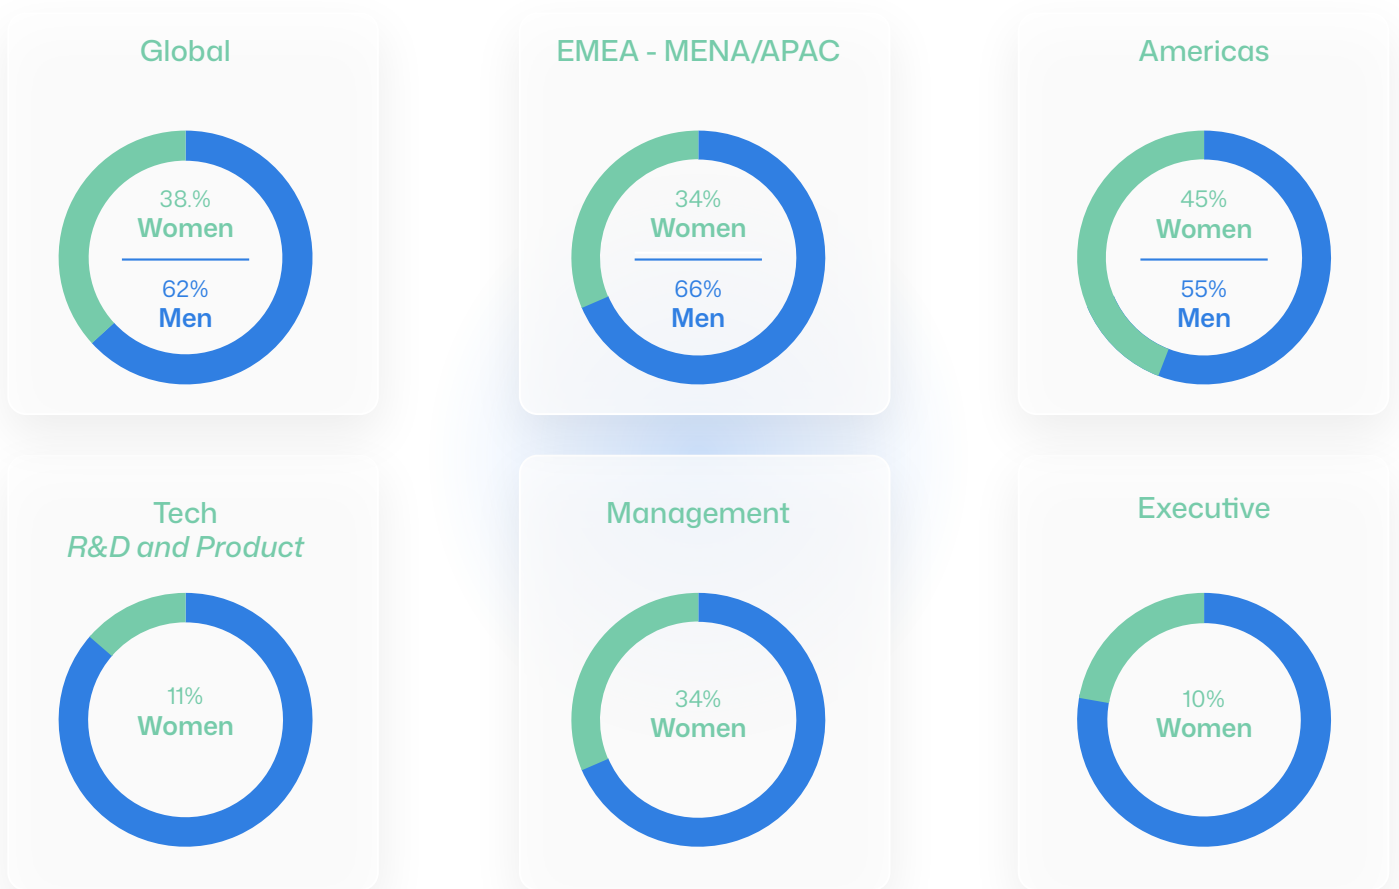 Global
38.%
Women
62%
Men
EMEA - MENA/APAC
34%
Women
66%
Men
Americas
45%
Women
55%
Men
Tech
R&D and Product
11%
Women
Management
34%
Women
Executive
10%
Women